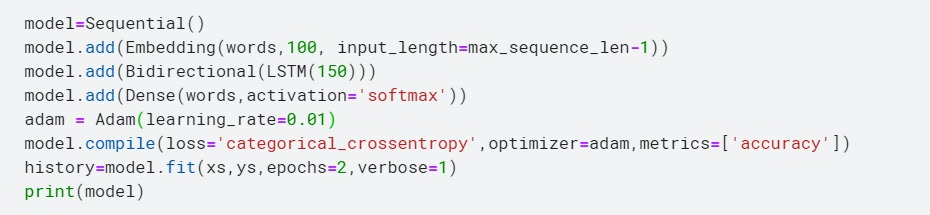 model=Sequential()
model.add(Embedding(words,100, input_length=max_sequence_len-1))
model.add(Bidirectional(LSTM(150)))
model.add(Dense(words,activation='softmax'))
adam = Adam(learning_rate=0.01)
model.compile(loss='categorical_crossentropy',optimizer=adam,metrics=['accuracy'])
history=model.fit(xs,ys,epochs=2,verbose=1)
print(model)